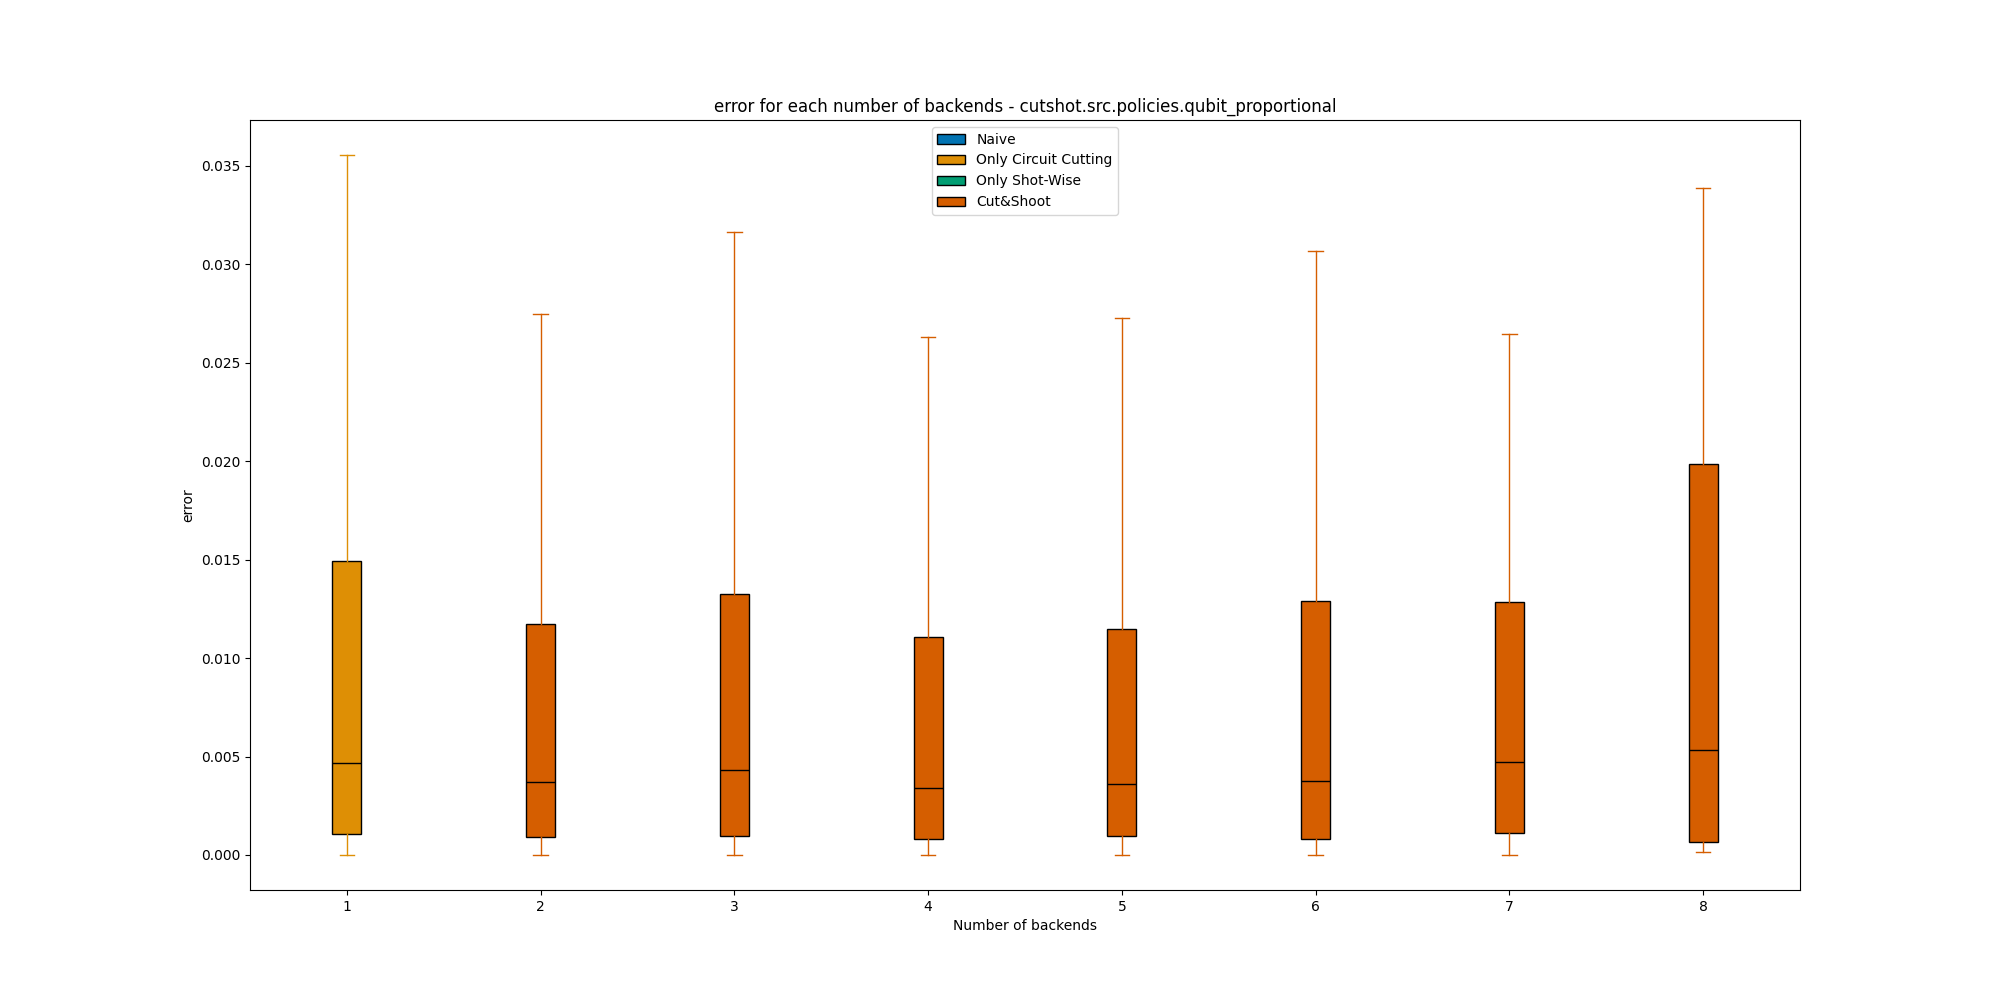 error for each number of backends - cutshot.src.policies.qubit_proportional
Naive
Only Circuit Cutting
Only Shot-Wise
Cut&Shoot
0.035
0.030
0.025
0.020
0.015
0.010
0.005
0.000
error
1 2 3 4 5 6 7 8
Number of backends